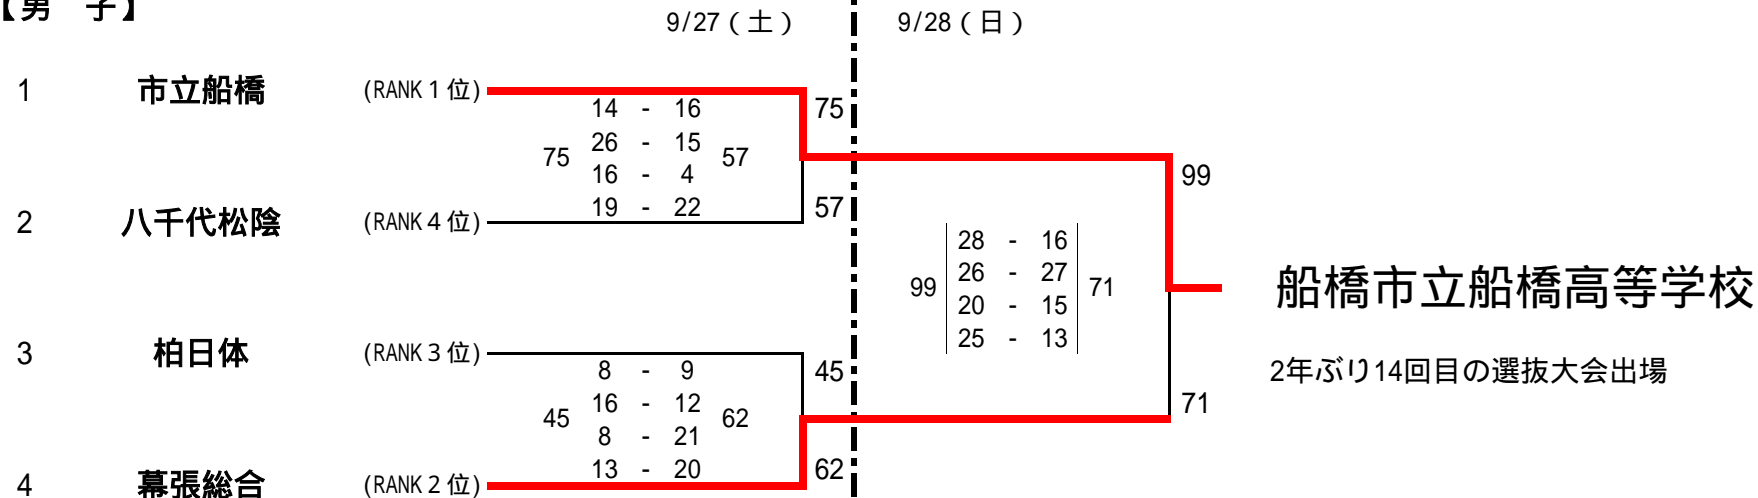 【男 子】
9/27 ( 土 ) 9/28 ( 日 )
1 市立船橋 (RANK 1 位)
14 - 16
26 - 15
16 - 4
19 - 22
75 57
75
57
2 八千代松陰 (RANK 4 位)
99
28 - 16
26 - 27
20 - 15
25 - 13
99 71
船橋市立船橋高等学校
2年ぶり14回目の選抜大会出場
71
3 柏日体 (RANK 3 位)
8 - 9
16 - 12
8 - 21
13 - 20
45 62
45
62
4 幕張総合 (RANK 2 位)